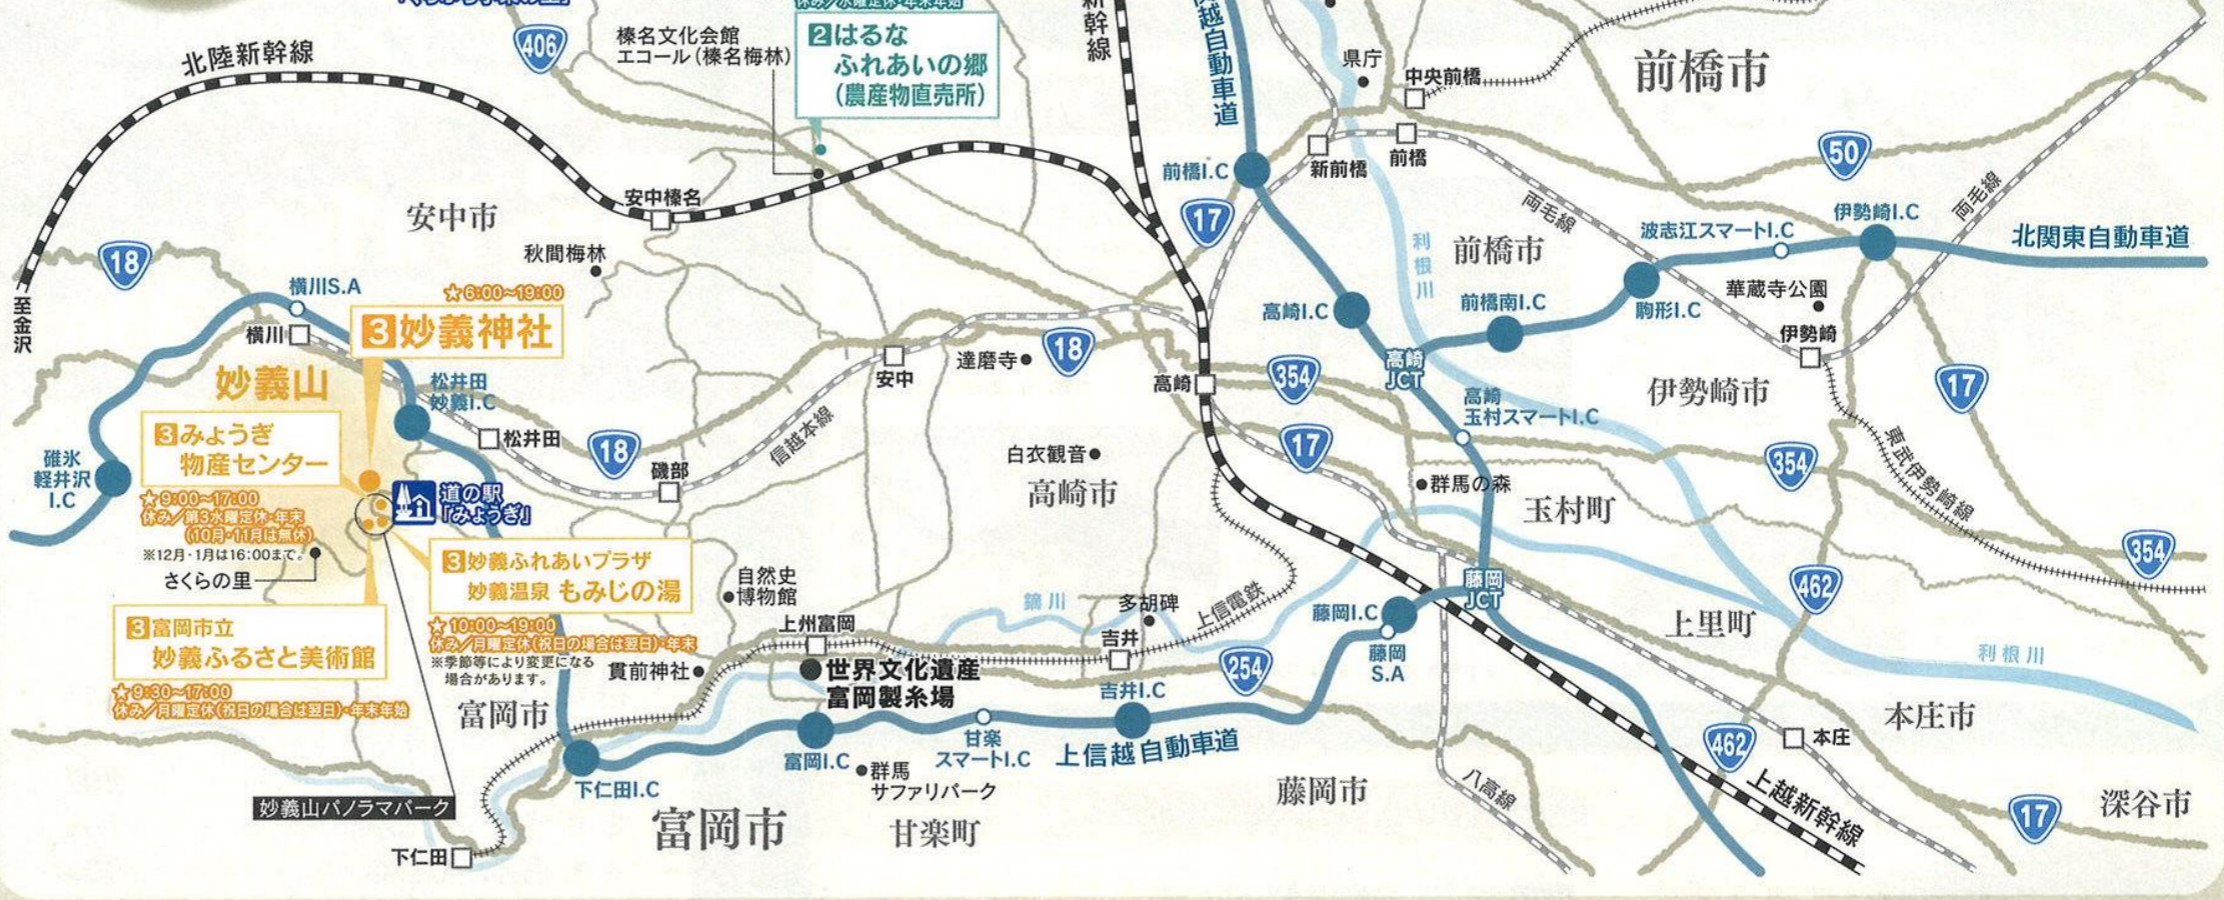 北陸新幹線
406
榛名文化会館
エコール（榛名梅林）
2はるな
ふれあいの郷
（農産物直売所）
新幹線
関越自動車道
県庁
中央前橋
前橋市
前橋I.C
新前橋
前橋
50
17
安中市
安中榛名
秋間梅林
18
至金沢
横川S.A
横川
★6:00〜19:00
3妙義神社
妙義山
松井田
妙義I.C
松井田
3みょうぎ
物産センター
★9:00〜17:00
休み／第3水曜定休・年末
（10月・11月は無休）
※12月・1月は16:00まで。
さくらの里
碓氷
軽井沢
I.C
道の駅
「みょうぎ」
18
磯部
信越本線
安中
達磨寺
18
高崎
白衣観音
高崎市
高崎I.C
利根川
前橋市
両毛線
前橋南I.C
駒形I.C
波志江スマートI.C
伊勢崎I.C
両毛線
北関東自動車道
華蔵寺公園
伊勢崎
伊勢崎市
17
高崎
JCT
354
高崎
玉村スマートI.C
17
354
群馬の森
玉村町
東武伊勢崎線
354
462
3妙義ふれあいプラザ
妙義温泉 もみじの湯
★10:00〜19:00
休み／月曜定休（祝日の場合は翌日）・年末
※季節等により変更になる
場合があります。
3富岡市立
妙義ふるさと美術館
★9:30〜17:00
休み／月曜定休（祝日の場合は翌日）・年末年始
自然史
博物館
上州富岡
貫前神社
世界文化遺産
富岡製糸場
鏑川
多胡碑
吉井
上信電鉄
254
藤岡I.C
藤岡
JCT
藤岡
S.A
上里町
利根川
富岡市
下仁田I.C
富岡I.C
甘楽
スマートI.C
吉井I.C
上信越自動車道
群馬
サファリパーク
妙義山パノラマパーク
下仁田
富岡市
甘楽町
藤岡市
八高線
462
本庄
本庄市
上越新幹線
17
深谷市